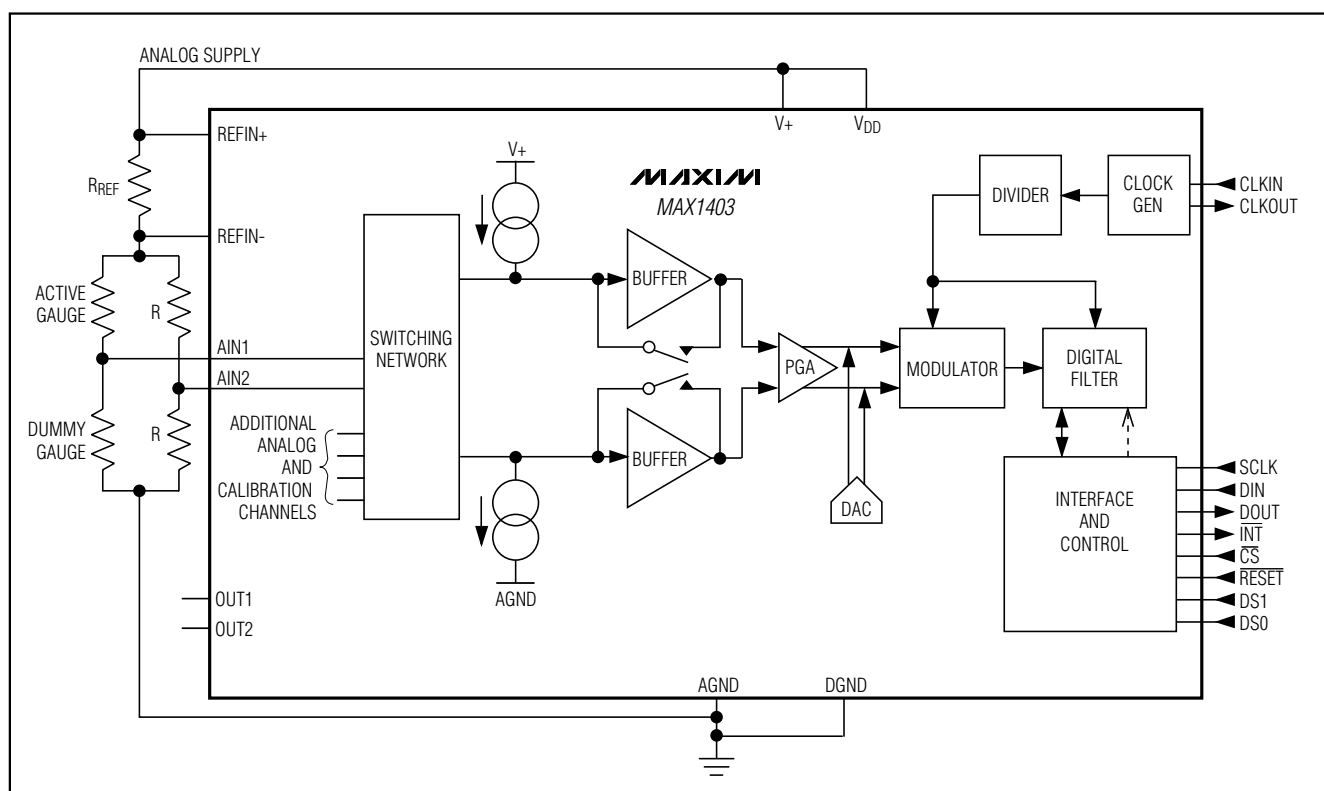 ANALOG SUPPLY
V+
VDD
REFIN+
RREF
REFIN-
V+
MAXIM
MAX1403
DIVIDER
CLOCK
GEN
CLKIN
CLKOUT
ACTIVE
GAUGE
R
SWITCHING
NETWORK
BUFFER
AIN1
AIN2
PGA
MODULATOR
DIGITAL
FILTER
DUMMY
GAUGE
R
ADDITIONAL
ANALOG
AND
CALIBRATION
CHANNELS
BUFFER
DAC
INTERFACE
AND
CONTROL
SCLK
DIN
DOUT
INT
CS
RESET
DS1
DS0
AGND
OUT1
OUT2
AGND
DGND